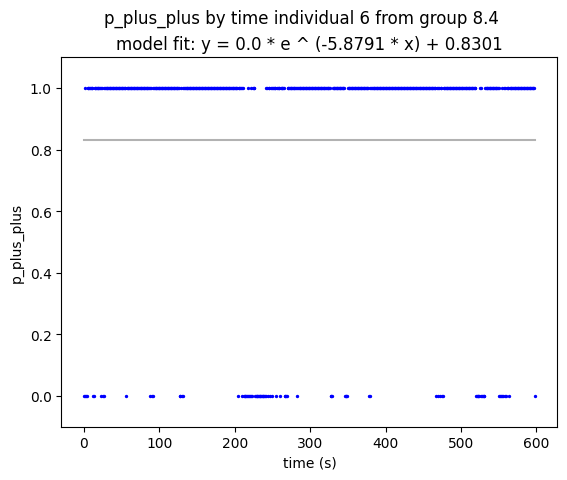 p_plus_plus by time individual 6 from group 8.4
model fit: y = 0.0 * e ^ (-5.8791 * x) + 0.8301
1.0
0.8
0.6
0.4
0.2
0.0
p_plus_plus
0 100 200 300 400 500 600
time (s)